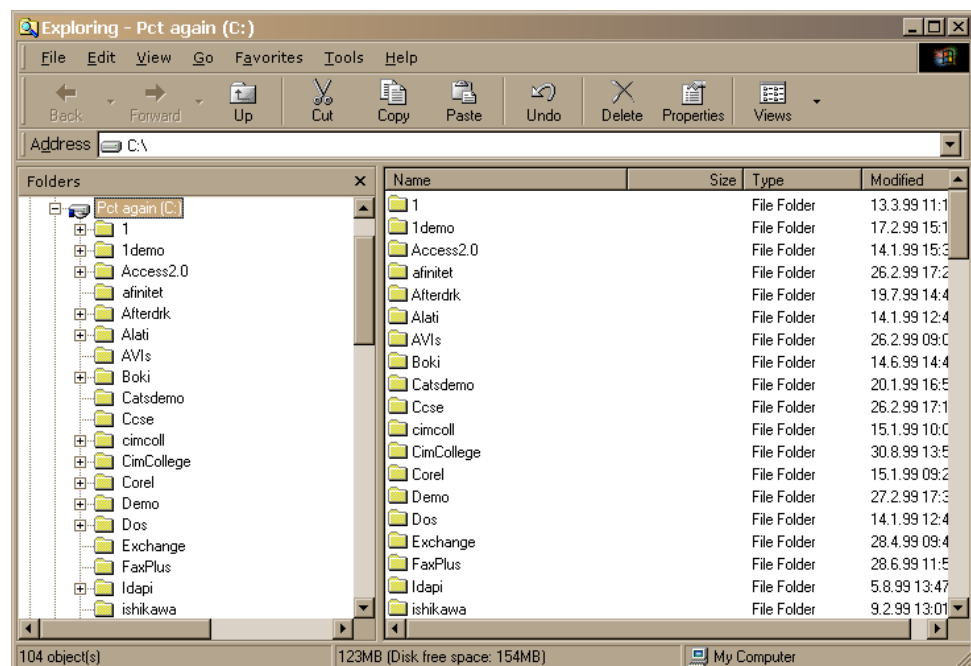 Exploring - Pct again (C:)
File Edit View Go Favorites Tools Help
Back Forward Up Cut Copy Paste Undo Delete Properties Views
Address C:\
Folders
Pct again (C:)
1
1demo
Access2.0
afinitet
Afterdrk
Alati
AVIs
Boki
Catsdemo
Ccse
cimcoll
CimCollege
Corel
Demo
Dos
Exchange
FaxPlus
Idapi
ishikawa
Name Size Type Modified
1 File Folder 13.3.99 11:1
1demo File Folder 17.2.99 15:1
Access2.0 File Folder 14.1.99 15:3
afinitet File Folder 26.2.99 17:2
Afterdrk File Folder 19.7.99 14:4
Alati File Folder 14.1.99 12:4
AVIs File Folder 26.2.99 09:0
Boki File Folder 14.6.99 14:4
Catsdemo File Folder 20.1.99 16:5
Ccse File Folder 26.2.99 17:1
cimcoll File Folder 15.1.99 10:0
CimCollege File Folder 30.8.99 13:5
Corel File Folder 15.1.99 09:2
Demo File Folder 27.2.99 17:3
Dos File Folder 14.1.99 12:4
Exchange File Folder 28.4.99 09:4
FaxPlus File Folder 28.6.99 11:5
Idapi File Folder 5.8.99 13:47
ishikawa File Folder 9.2.99 13:01
104 object(s) 123MB (Disk free space: 154MB) My Computer